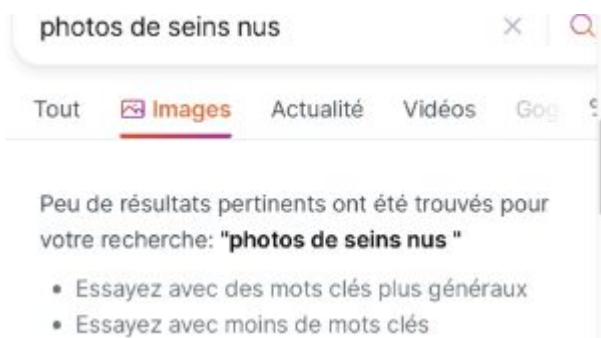 photos de seins nus
Tout Images Actualité Vidéos Gog
Peu de résultats pertinents ont été trouvés pour
votre recherche: "photos de seins nus "
• Essayez avec des mots clés plus généraux
• Essayez avec moins de mots clés